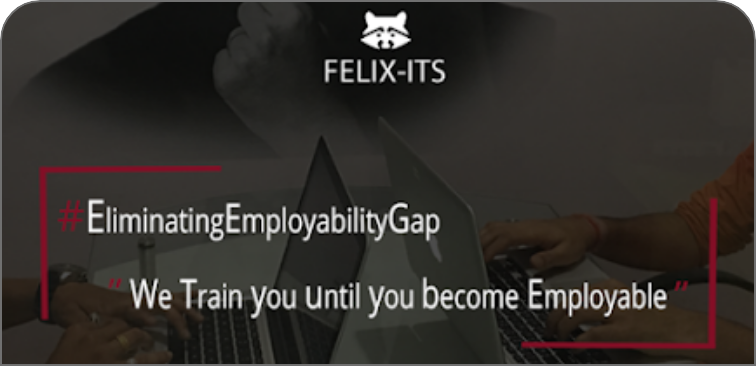 FELIX-ITS
#EliminatingEmployabilityGap
“ We Train you until you become Employable ”